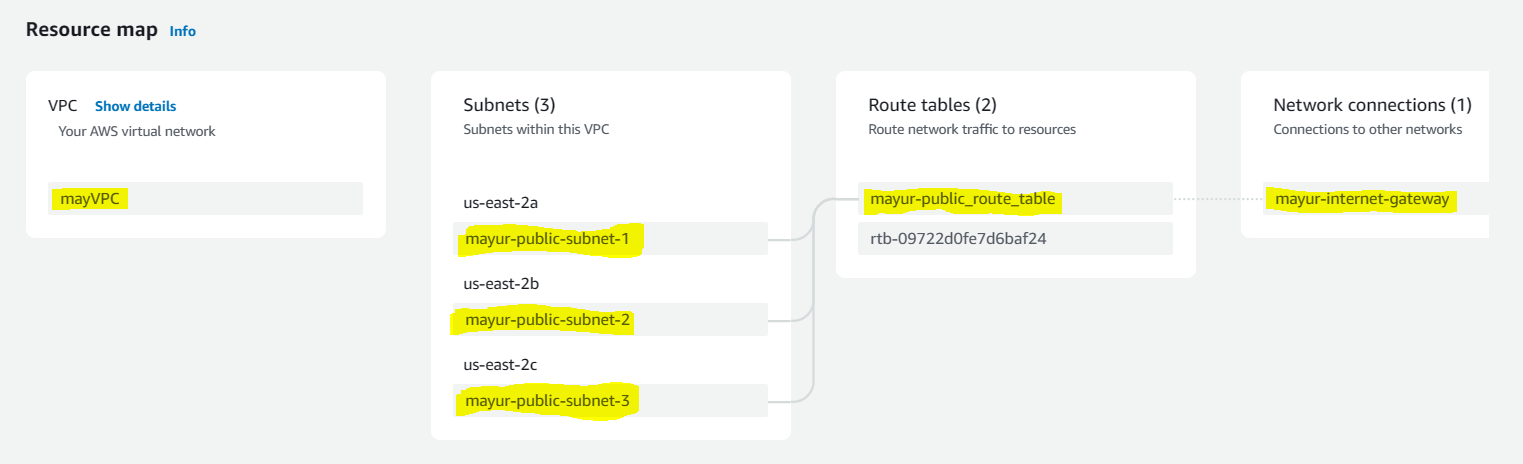 Resource map Info
VPC Show details
Your AWS virtual network
mayVPC
Subnets (3)
Subnets within this VPC
us-east-2a
mayur-public-subnet-1
us-east-2b
mayur-public-subnet-2
us-east-2c
mayur-public-subnet-3
Route tables (2)
Route network traffic to resources
mayur-public_route_table
rtb-09722d0fe7d6baf24
Network connections (1)
Connections to other networks
mayur-internet-gateway